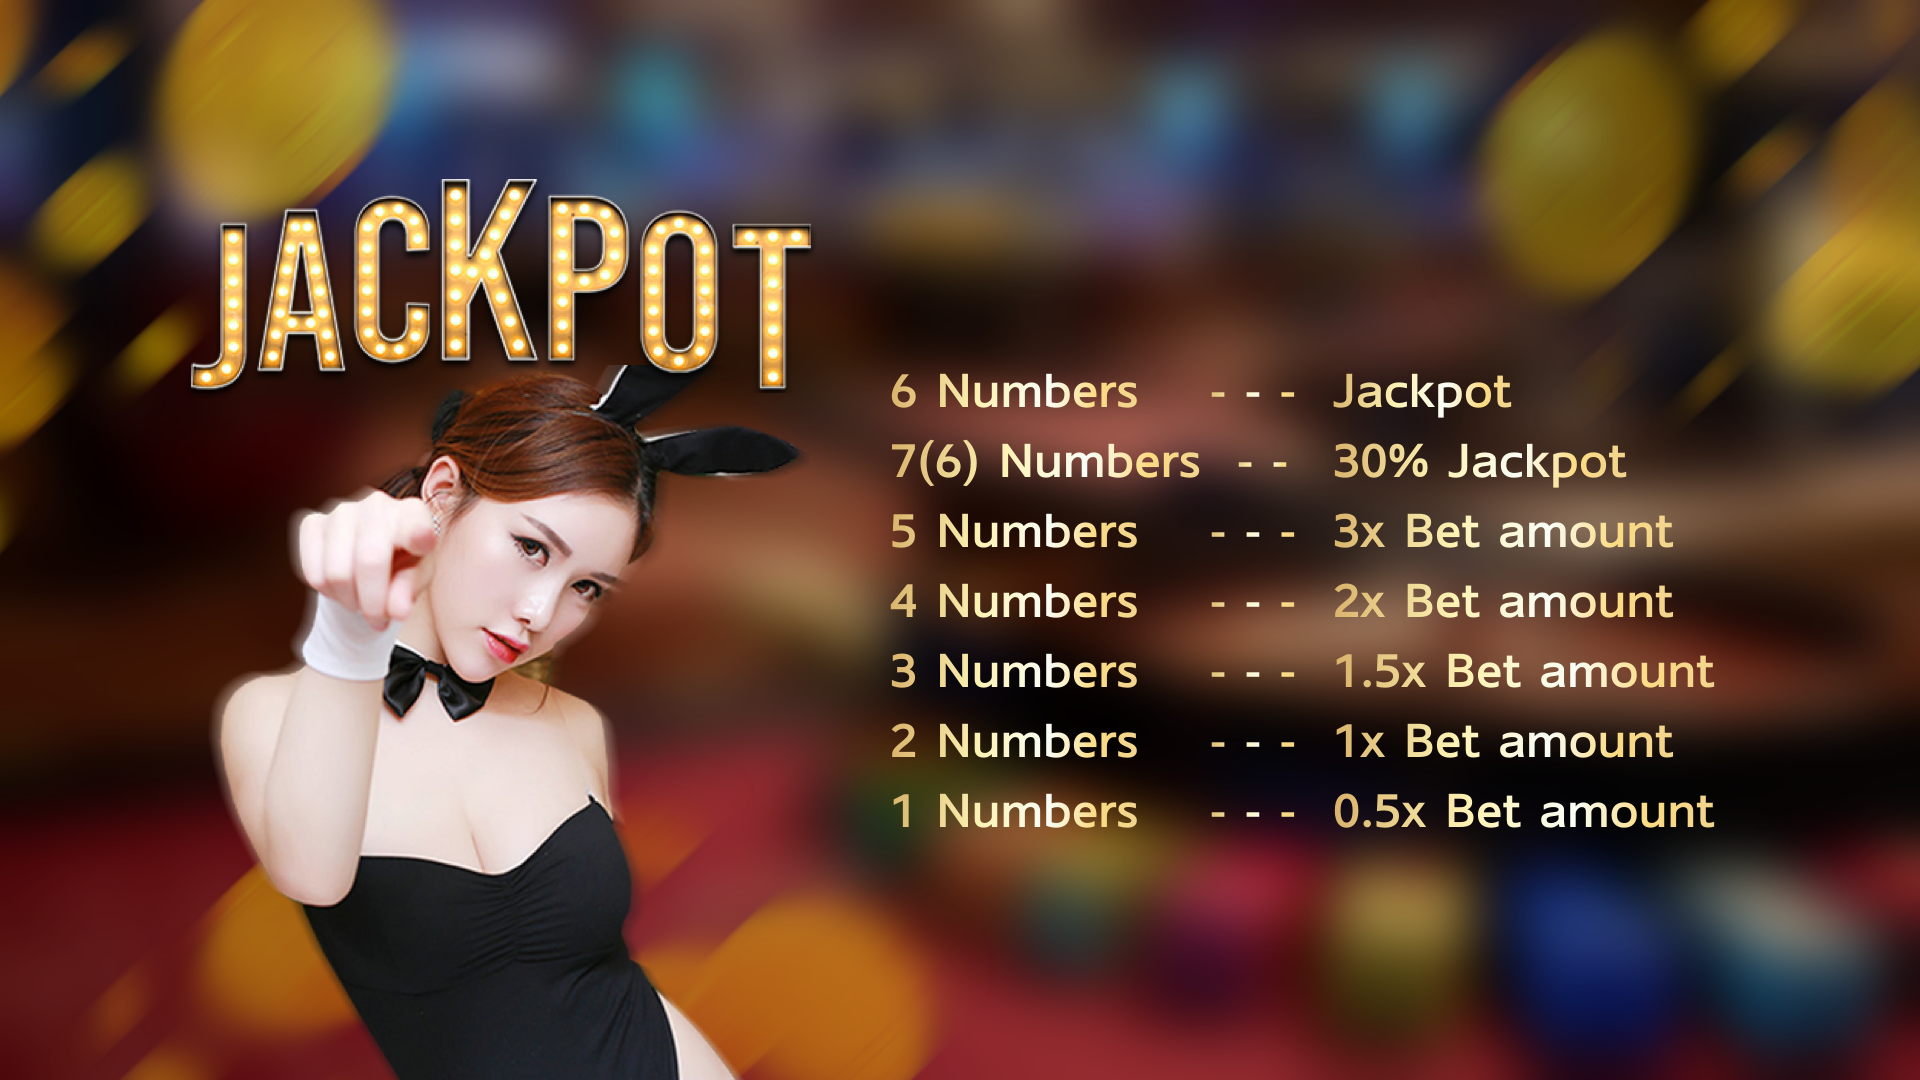 JACKPOT
6 Numbers - - - Jackpot
7(6) Numbers - - 30% Jackpot
5 Numbers - - - 3x Bet amount
4 Numbers - - - 2x Bet amount
3 Numbers - - - 1.5x Bet amount
2 Numbers - - - 1x Bet amount
1 Numbers - - - 0.5x Bet amount